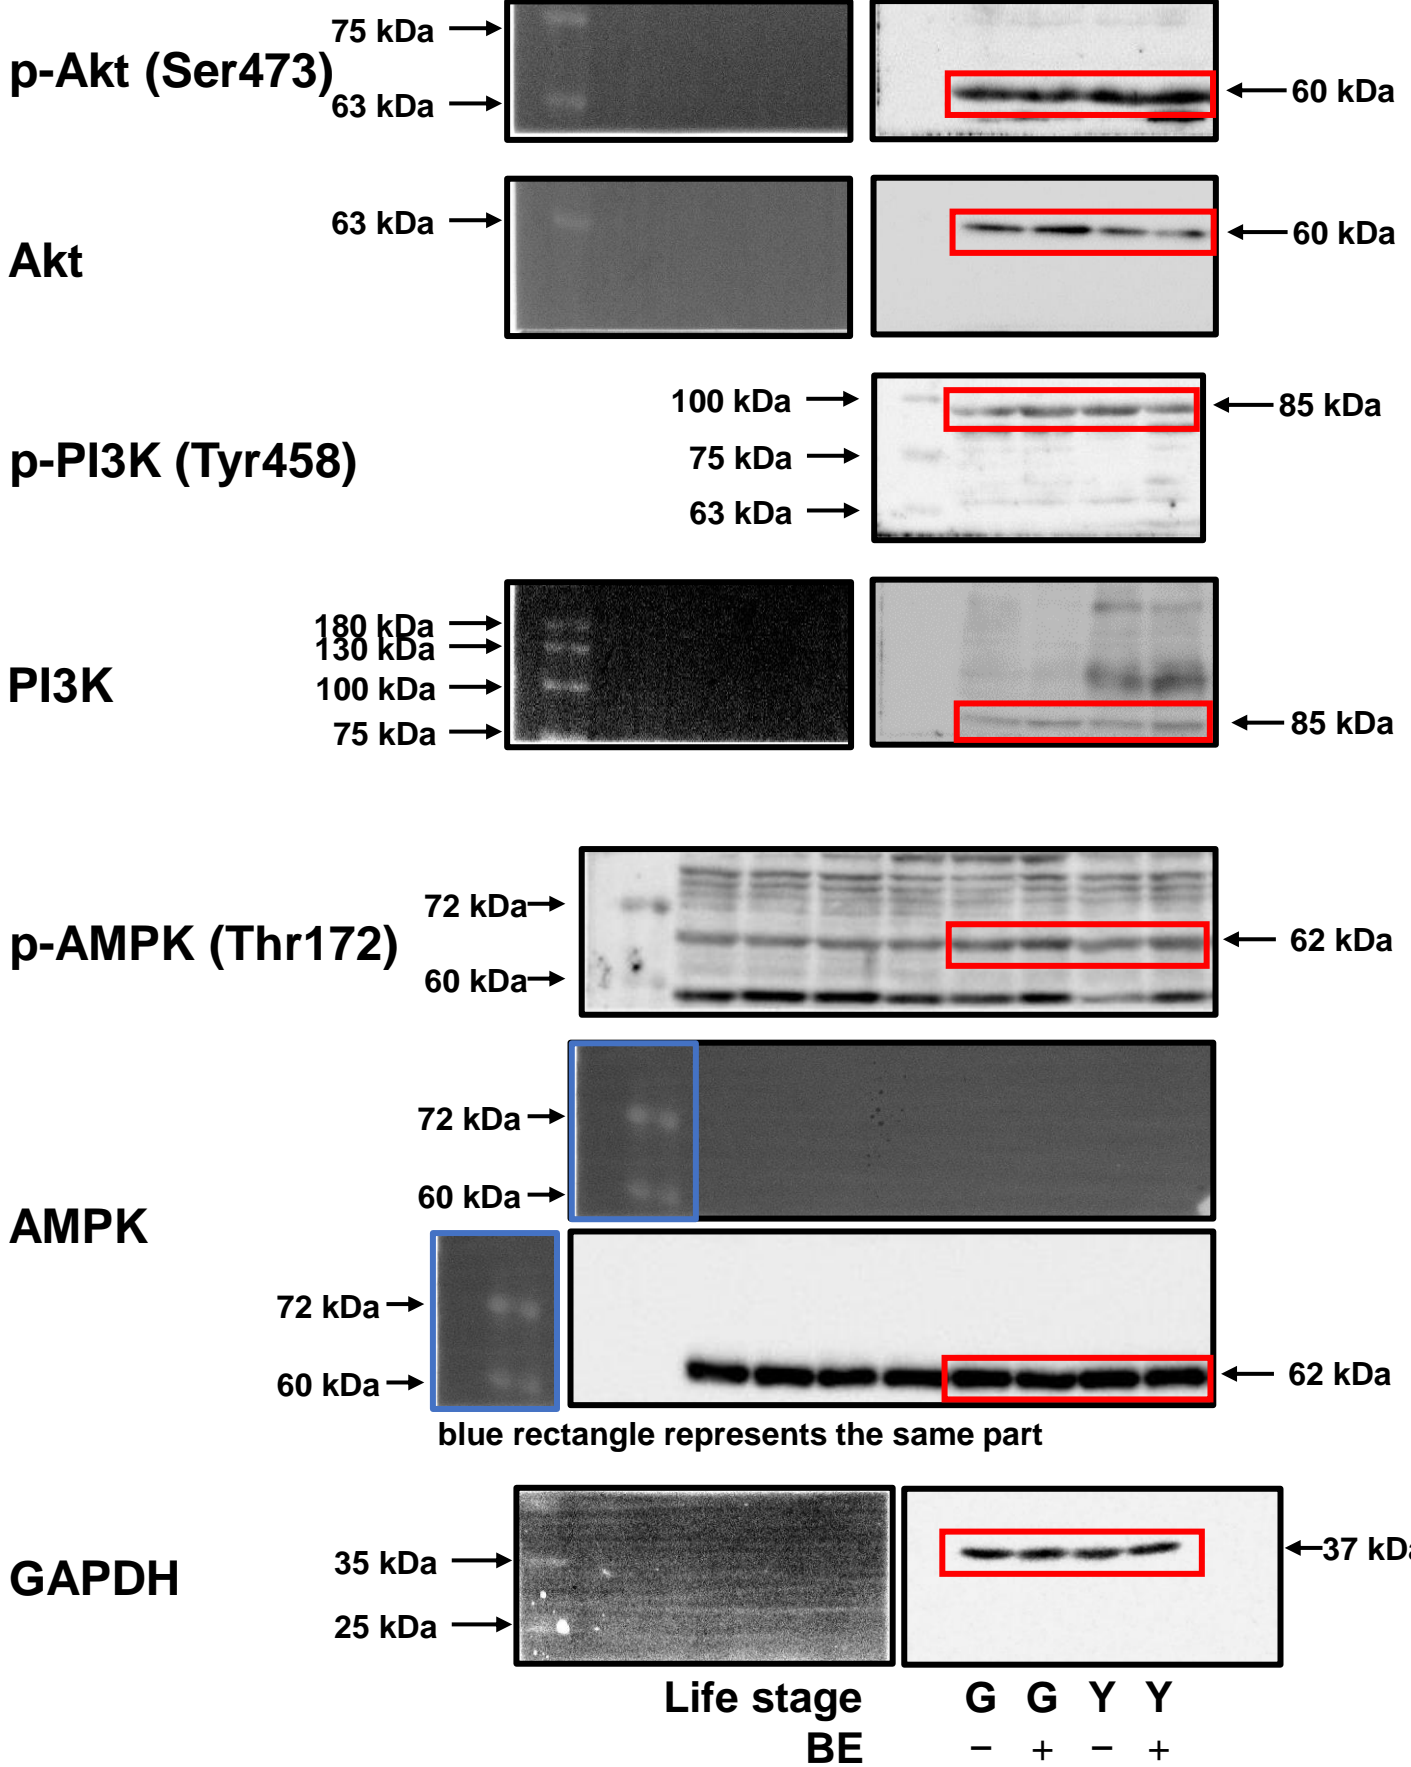 p-Akt (Ser473)
75 kDa
63 kDa
60 kDa
Akt
63 kDa
60 kDa
p-PI3K (Tyr458)
100 kDa
75 kDa
63 kDa
85 kDa
PI3K
180 kDa
130 kDa
100 kDa
75 kDa
85 kDa
p-AMPK (Thr172)
72 kDa
60 kDa
62 kDa
AMPK
72 kDa
60 kDa
72 kDa
60 kDa
62 kDa
blue rectangle represents the same part
GAPDH
35 kDa
25 kDa
37 kDa
Life stage G G Y Y
BE − + − +